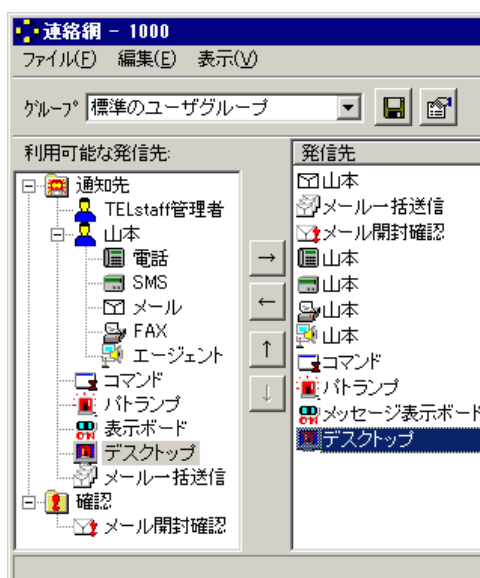 連絡網 - 1000
ファイル(F) 編集(E) 表示(V)
グループ 標準のユーザグループ
利用可能な発信先:
通知先
TELstaff管理者
山本
電話
SMS
メール
FAX
エージェント
コマンド
パトランプ
表示ボード
デスクトップ
メール一括送信
確認
メール開封確認
→
←
↑
↓
発信先
山本
メール一括送信
メール開封確認
山本
山本
山本
山本
コマンド
パトランプ
メッセージ表示ボード
デスクトップ